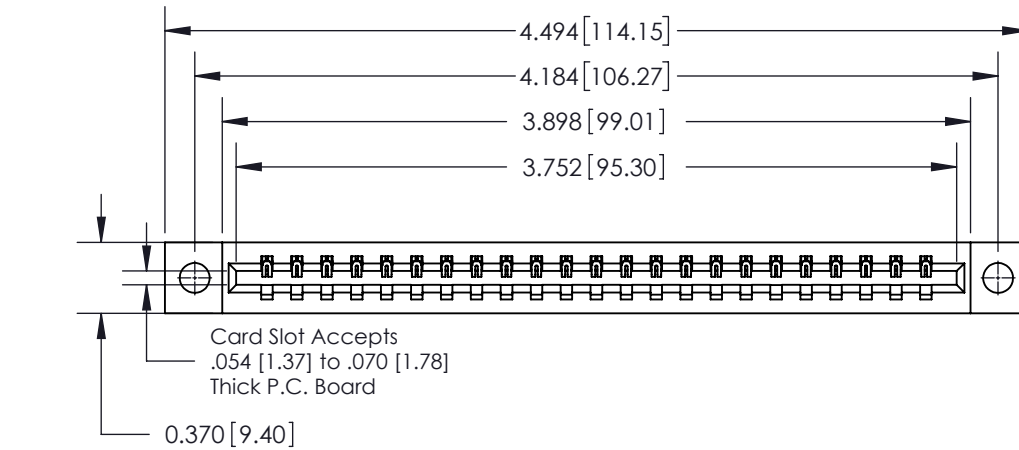 4.494 [114.15]
4.184 [106.27]
3.898 [99.01]
3.752 [95.30]
Card Slot Accepts
.054 [1.37] to .070 [1.78]
Thick P.C. Board
0.370 [9.40]